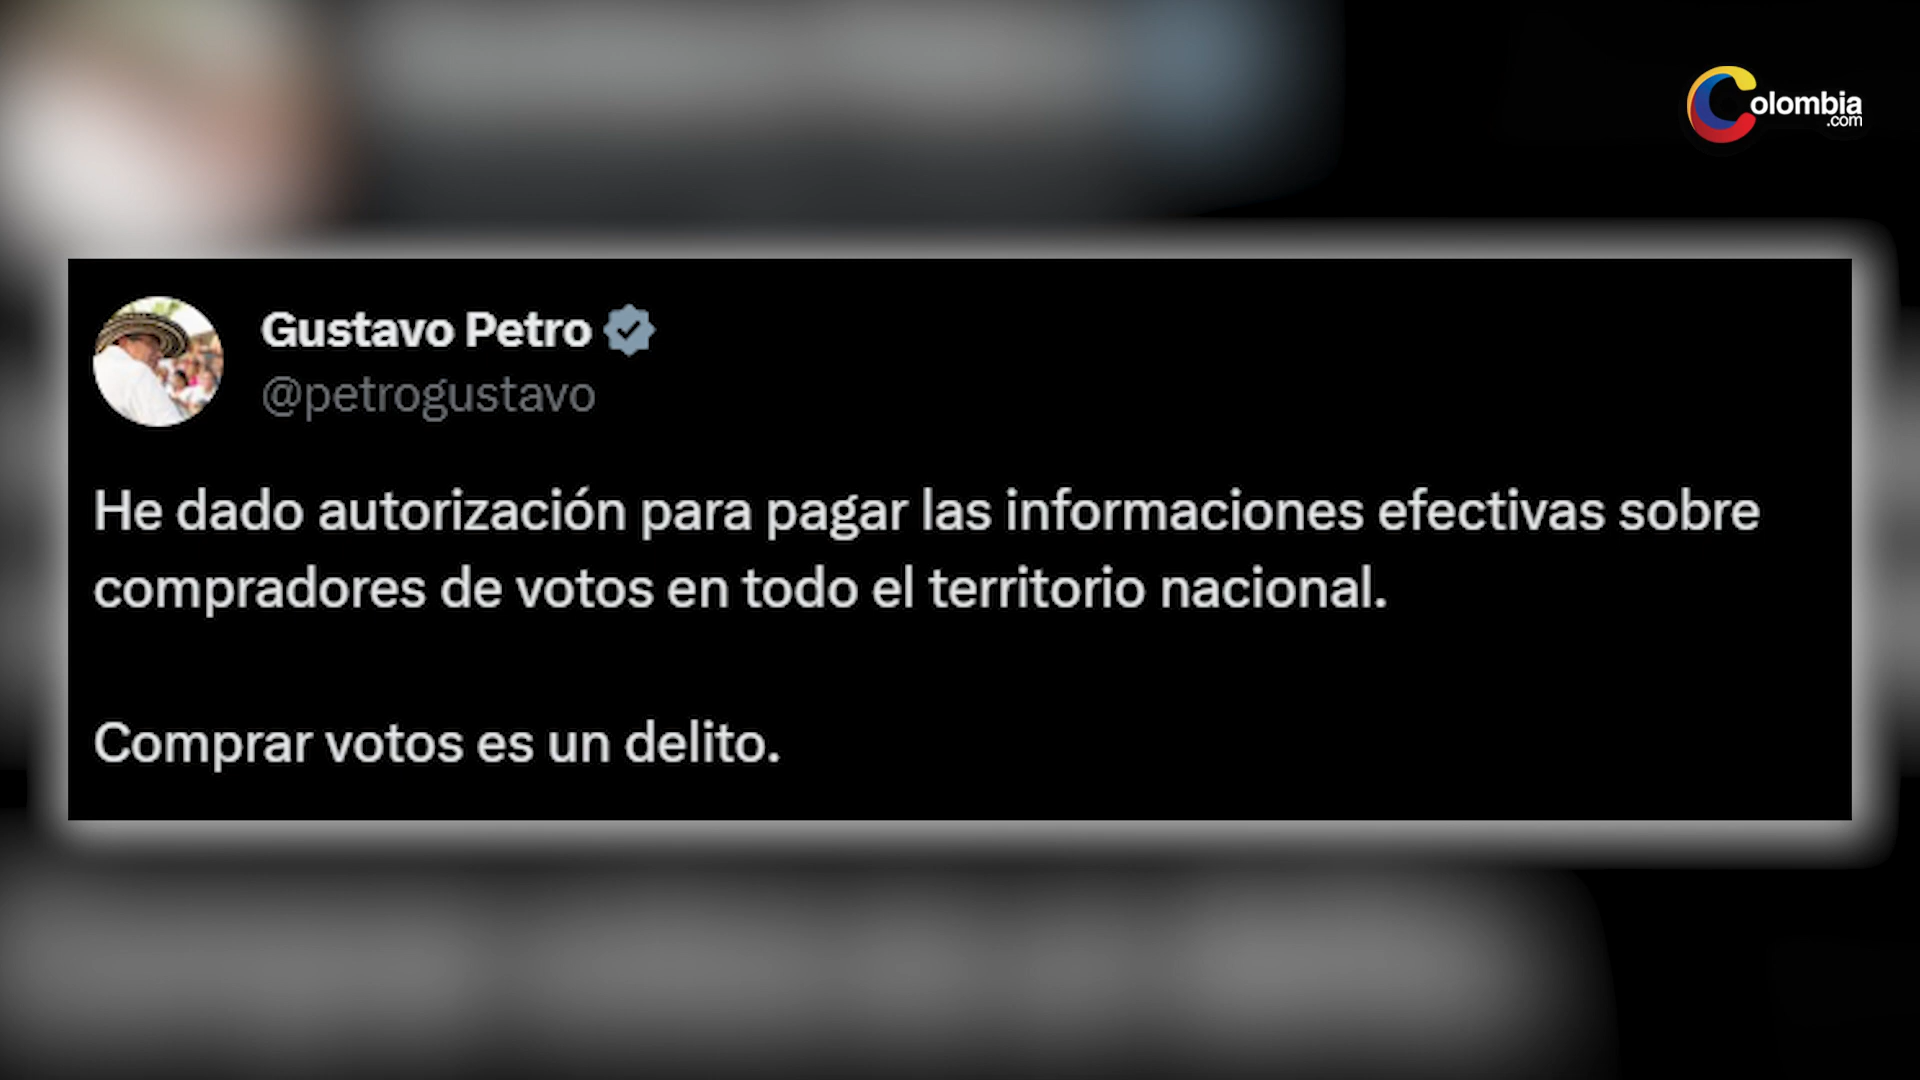 Colombia
.com
Gustavo Petro
@petrogustavo
He dado autorización para pagar las informaciones efectivas sobre
compradores de votos en todo el territorio nacional.
Comprar votos es un delito.